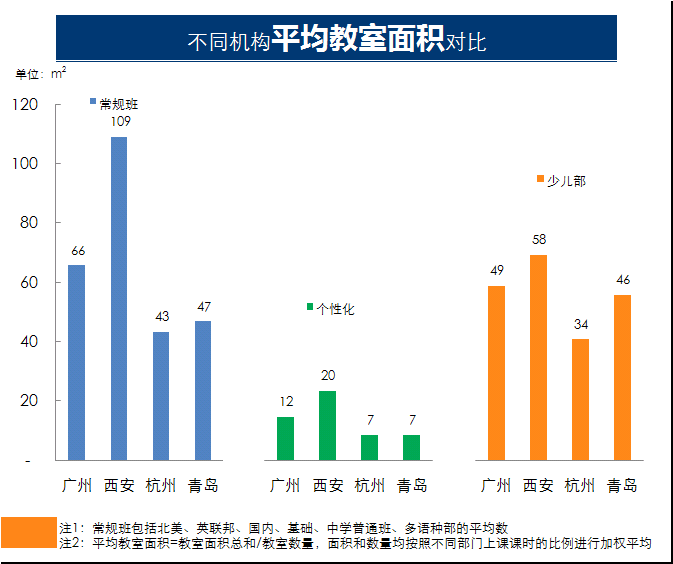 不同机构平均教室面积对比
单位：m²
120
100
80
60
40
20
-
常规班
66
109
43
47
广州 西安 杭州 青岛
个性化
12
20
7
7
广州 西安 杭州 青岛
少儿部
49
58
34
46
广州 西安 杭州 青岛
注1：常规班包括北美、英联邦、国内、基础、中学普通班、多语种部的平均数
注2：平均教室面积=教室面积总和/教室数量，面积和数量均按照不同部门上课课时的比例进行加权平均